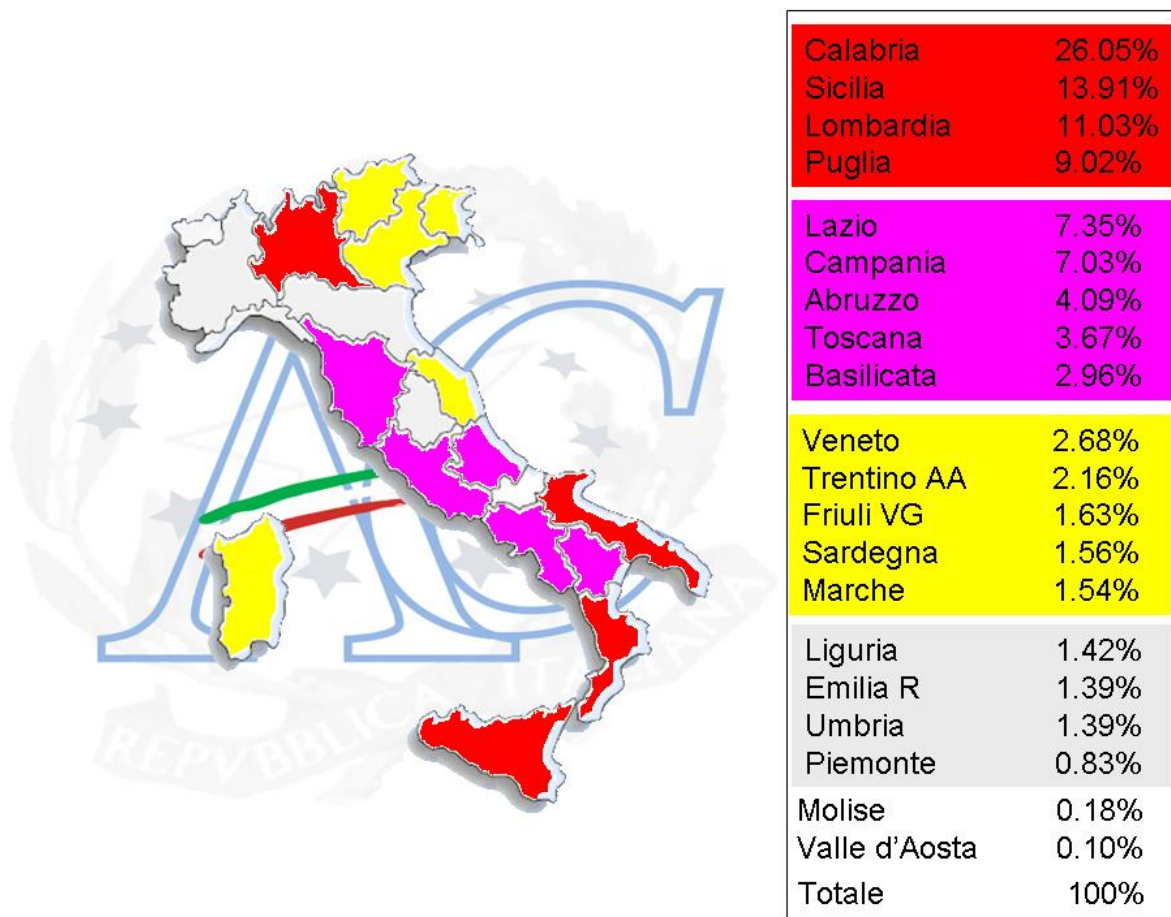 Calabria 26.05%
Sicilia 13.91%
Lombardia 11.03%
Puglia 9.02%
Lazio 7.35%
Campania 7.03%
Abruzzo 4.09%
Toscana 3.67%
Basilicata 2.96%
Veneto 2.68%
Trentino AA 2.16%
Friuli VG 1.63%
Sardegna 1.56%
Marche 1.54%
Liguria 1.42%
Emilia R 1.39%
Umbria 1.39%
Piemonte 0.83%
Molise 0.18%
Valle d’Aosta 0.10%
Totale 100%
AC
REPVBBLICA ITALIANA